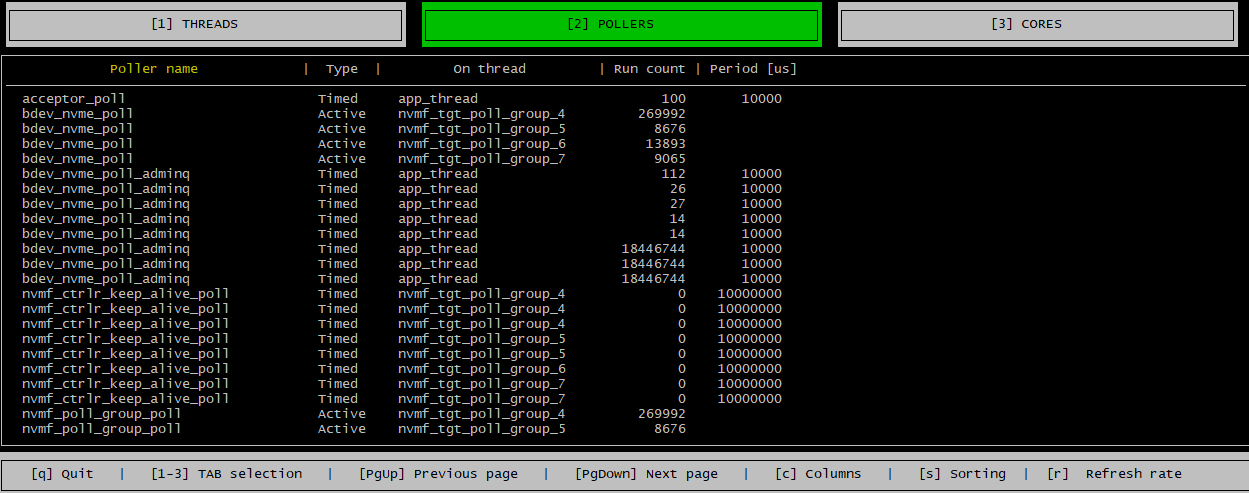 [1] THREADS [2] POLLERS [3] CORES
Poller name | Type | On thread | Run count | Period [us]
acceptor_poll Timed app_thread 100 10000
bdev_nvme_poll Active nvmf_tgt_poll_group_4 269992
bdev_nvme_poll Active nvmf_tgt_poll_group_5 8676
bdev_nvme_poll Active nvmf_tgt_poll_group_6 13893
bdev_nvme_poll Active nvmf_tgt_poll_group_7 9065
bdev_nvme_poll_adminq Timed app_thread 112 10000
bdev_nvme_poll_adminq Timed app_thread 26 10000
bdev_nvme_poll_adminq Timed app_thread 27 10000
bdev_nvme_poll_adminq Timed app_thread 14 10000
bdev_nvme_poll_adminq Timed app_thread 14 10000
bdev_nvme_poll_adminq Timed app_thread 18446744 10000
bdev_nvme_poll_adminq Timed app_thread 18446744 10000
bdev_nvme_poll_adminq Timed app_thread 18446744 10000
nvmf_ctrlr_keep_alive_poll Timed nvmf_tgt_poll_group_4 0 10000000
nvmf_ctrlr_keep_alive_poll Timed nvmf_tgt_poll_group_4 0 10000000
nvmf_ctrlr_keep_alive_poll Timed nvmf_tgt_poll_group_4 0 10000000
nvmf_ctrlr_keep_alive_poll Timed nvmf_tgt_poll_group_5 0 10000000
nvmf_ctrlr_keep_alive_poll Timed nvmf_tgt_poll_group_5 0 10000000
nvmf_ctrlr_keep_alive_poll Timed nvmf_tgt_poll_group_6 0 10000000
nvmf_ctrlr_keep_alive_poll Timed nvmf_tgt_poll_group_7 0 10000000
nvmf_ctrlr_keep_alive_poll Timed nvmf_tgt_poll_group_7 0 10000000
nvmf_poll_group_poll Active nvmf_tgt_poll_group_4 269992
nvmf_poll_group_poll Active nvmf_tgt_poll_group_5 8676
[q] Quit | [1-3] TAB selection | [PgUp] Previous page | [PgDown] Next page | [c] Columns | [s] Sorting | [r] Refresh rate